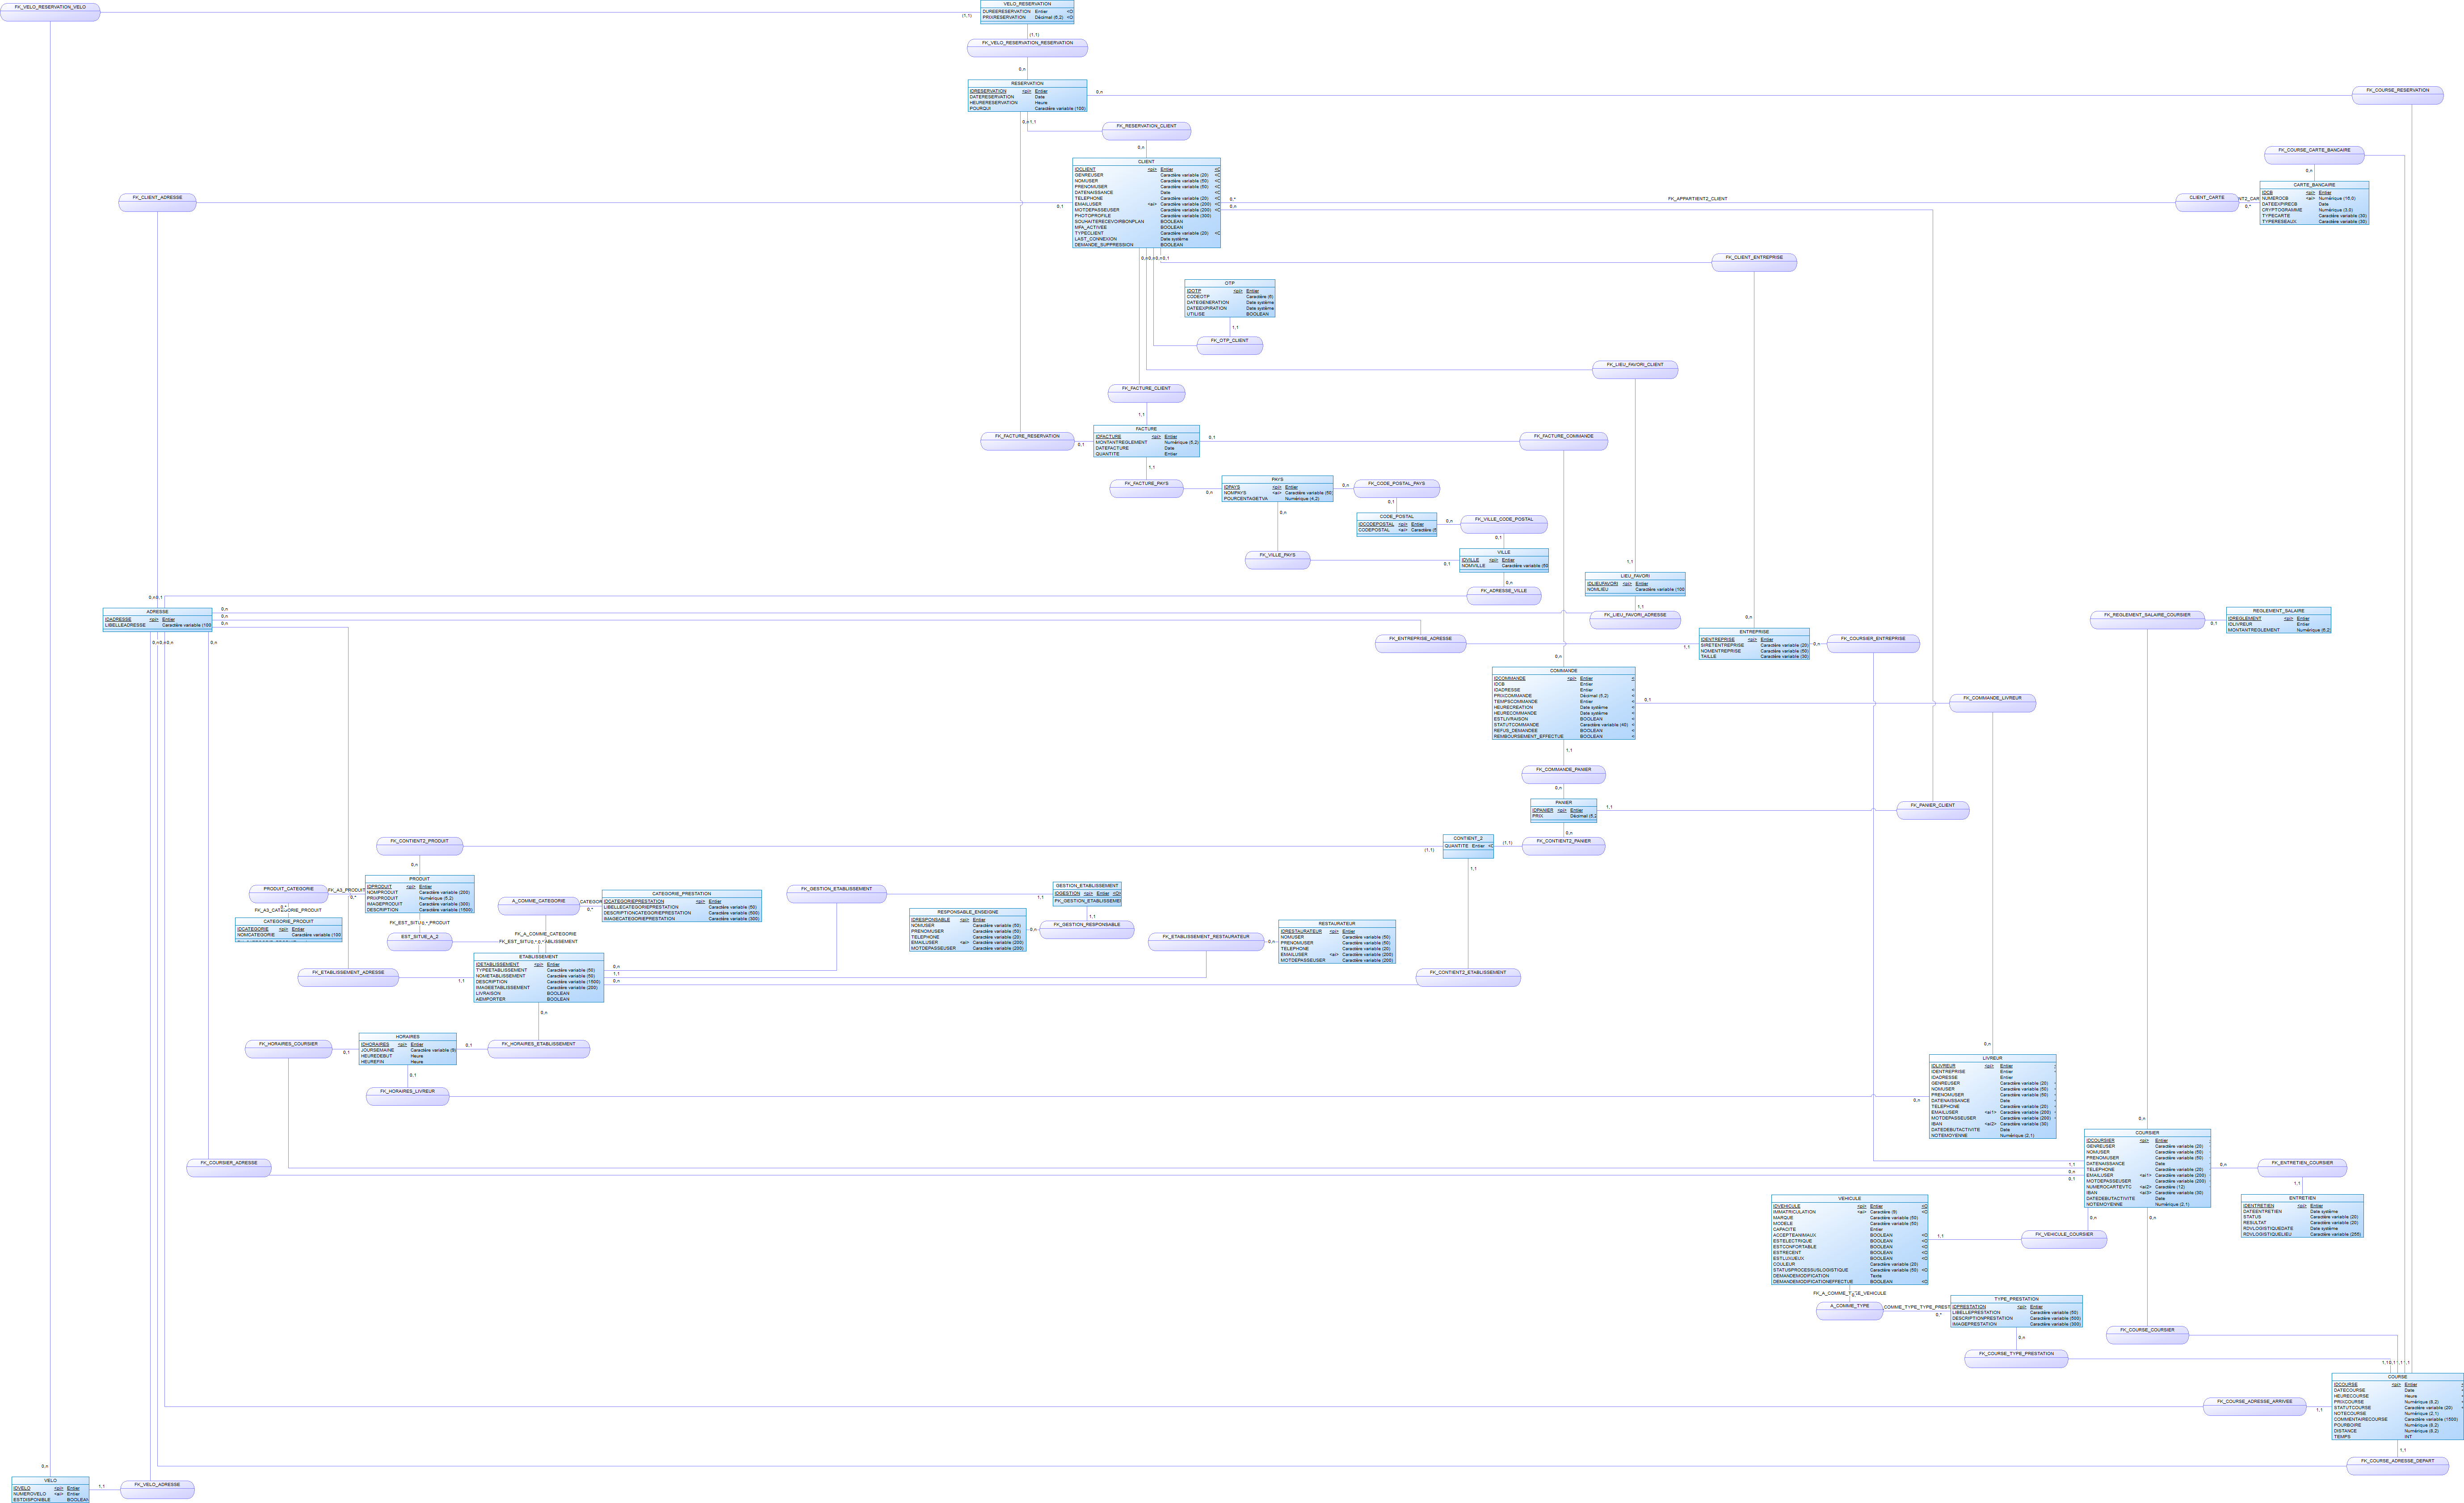 FK_VELO_RESERVATION_VELO
VELO_RESERVATION
DUREERESERVATION Entier <O
PRIXRESERVATION Décimal (6,2) <O
(1,1)
(1,1)
FK_VELO_RESERVATION_RESERVATION
0,n
RESERVATION
IDRESERVATION <pi> Entier
DATERESERVATION Date
HEURERESERVATION Heure
POURQUI Caractère variable (100)
0,n
FK_COURSE_RESERVATION
0,n 1,1
FK_RESERVATION_CLIENT
0,n
FK_COURSE_CARTE_BANCAIRE
0,n
CLIENT
IDCLIENT <pi> Entier <O
GENREUSER Caractère variable (20) <O
NOMUSER Caractère variable (50) <O
PRENOMUSER Caractère variable (50) <O
DATENAISSANCE Date <O
TELEPHONE Caractère variable (20) <O
EMAILUSER <ai> Caractère variable (200) <O
MOTDEPASSEUSER Caractère variable (200) <O
PHOTOPROFILE Caractère variable (300)
SOUHAITERECEVOIRBONPLAN BOOLEAN
MFA_ACTIVEE BOOLEAN
TYPECLIENT Caractère variable (20) <O
LAST_CONNEXION Date système
DEMANDE_SUPPRESSION BOOLEAN
FK_CLIENT_ADRESSE
0,1
0,*
0,n
FK_APPARTIENT2_CLIENT
CLIENT_CARTE
0,*
CARTE_BANCAIRE
IDCB <pi> Entier
NUMEROCB <ai> Numérique (16,0)
DATEEXPIRECB Date
CRYPTOGRAMME Numérique (3,0)
TYPECARTE Caractère variable (30)
TYPERESEAUX Caractère variable (30)
0,n 0,n 0,n 0,1
FK_CLIENT_ENTREPRISE
OTP
IDOTP <pi> Entier
CODEOTP Caractère (6)
DATEGENERATION Date système
DATEEXPIRATION Date système
UTILISE BOOLEAN
1,1
FK_OTP_CLIENT
FK_LIEU_FAVORI_CLIENT
FK_FACTURE_CLIENT
1,1
FACTURE
IDFACTURE <pi> Entier
MONTANTREGLEMENT Numérique (5,2)
DATEFACTURE Date
QUANTITE Entier
FK_FACTURE_RESERVATION
0,1
0,1
FK_FACTURE_COMMANDE
1,1
FK_FACTURE_PAYS
0,n
PAYS
IDPAYS <pi> Entier
NOMPAYS <ai> Caractère variable (50
POURCENTAGETVA Numérique (4,2)
0,n
FK_CODE_POSTAL_PAYS
0,1
CODE_POSTAL
IDCODEPOSTAL <pi> Entier
CODEPOSTAL <ai> Caractère (5
0,n
FK_VILLE_CODE_POSTAL
0,1
0,n
FK_VILLE_PAYS
0,1
VILLE
IDVILLE <pi> Entier
NOMVILLE Caractère variable (50
0,n
FK_ADRESSE_VILLE
1,1
LIEU_FAVORI
IDLIEUFAVORI <pi> Entier
NOMLIEU Caractère variable (100
1,1
FK_LIEU_FAVORI_ADRESSE
0,n 0,1
ADRESSE
IDADRESSE <pi> Entier
LIBELLEADRESSE Caractère variable (100
0,n
0,n
0,n
0,n 0,n 0,n
0,n
FK_ENTREPRISE_ADRESSE
1,1
0,n
ENTREPRISE
IDENTREPRISE <pi> Entier
SIRETENTREPRISE Caractère variable (20)
NOMENTREPRISE Caractère variable (50)
TAILLE Caractère variable (30)
0,n
FK_COURSIER_ENTREPRISE
FK_REGLEMENT_SALAIRE_COURSIER
0,1
REGLEMENT_SALAIRE
IDREGLEMENT <pi> Entier
IDLIVREUR Entier
MONTANTREGLEMENT Numérique (6,2)
0,n
COMMANDE
IDCOMMANDE <pi> Entier <
IDCB Entier
IDADRESSE Entier <
PRIXCOMMANDE Décimal (5,2) <
TEMPSCOMMANDE Entier <
HEURECREATION Date système <
HEURECOMMANDE Date système <
ESTLIVRAISON BOOLEAN <
STATUTCOMMANDE Caractère variable (40) <
REFUS_DEMANDEE BOOLEAN <
REMBOURSEMENT_EFFECTUE BOOLEAN <
0,1
FK_COMMANDE_LIVREUR
1,1
FK_COMMANDE_PANIER
0,n
PANIER
IDPANIER <pi> Entier
PRIX Décimal (5,2
1,1
FK_PANIER_CLIENT
0,n
FK_CONTIENT2_PANIER
(1,1)
CONTIENT_2
QUANTITE Entier <O
(1,1)
1,1
FK_CONTIENT2_PRODUIT
0,n
PRODUIT
IDPRODUIT <pi> Entier
NOMPRODUIT Caractère variable (200)
PRIXPRODUIT Numérique (5,2)
IMAGEPRODUIT Caractère variable (300)
DESCRIPTION Caractère variable (1500)
PRODUIT_CATEGORIE
FK_A3_PRODUIT
0,*
FK_A3_CATEGORIE_PRODUIT
CATEGORIE_PRODUIT
IDCATEGORIE <pi> Entier
NOMCATEGORIE Caractère variable (100
FK_EST_SITUE_PRODUIT
EST_SITUE_A_2
A_COMME_CATEGORIE
0,*
CATEGORIE_PRESTATION
IDCATEGORIEPRESTATION <pi> Entier
LIBELLECATEGORIEPRESTATION Caractère variable (50)
DESCRIPTIONCATEGORIEPRESTATION Caractère variable (500)
IMAGECATEGORIEPRESTATION Caractère variable (300)
FK_A_COMME_CATEGORIE
FK_GESTION_ETABLISSEMENT
1,1
GESTION_ETABLISSEMENT
IDGESTION <pi> Entier <O>
PK_GESTION_ETABLISSEMEN
1,1
FK_GESTION_RESPONSABLE
RESPONSABLE_ENSEIGNE
IDRESPONSABLE <pi> Entier
NOMUSER Caractère variable (50)
PRENOMUSER Caractère variable (50)
TELEPHONE Caractère variable (20)
EMAILUSER <ai> Caractère variable (200)
MOTDEPASSEUSER Caractère variable (200)
0,n
FK_ETABLISSEMENT_RESTAURATEUR
0,n
RESTAURATEUR
IDRESTAURATEUR <pi> Entier
NOMUSER Caractère variable (50)
PRENOMUSER Caractère variable (50)
TELEPHONE Caractère variable (20)
EMAILUSER <ai> Caractère variable (200)
MOTDEPASSEUSER Caractère variable (200)
ETABLISSEMENT
IDETABLISSEMENT <pi> Entier
TYPEETABLISSEMENT Caractère variable (50)
NOMETABLISSEMENT Caractère variable (50)
DESCRIPTION Caractère variable (1500)
IMAGEETABLISSEMENT Caractère variable (200)
LIVRAISON BOOLEAN
AEMPORTER BOOLEAN
FK_ETABLISSEMENT_ADRESSE
1,1
0,n
1,1
0,n
FK_CONTIENT2_ETABLISSEMENT
0,n
HORAIRES
IDHORAIRES <pi> Entier
JOURSEMAINE Caractère variable (9)
HEUREDEBUT Heure
HEUREFIN Heure
FK_HORAIRES_COURSIER
0,1
0,1
FK_HORAIRES_ETABLISSEMENT
0,1
FK_HORAIRES_LIVREUR
0,n
0,n
LIVREUR
IDLIVREUR <pi> Entier
IDENTREPRISE Entier
IDADRESSE Entier
GENREUSER Caractère variable (20)
NOMUSER Caractère variable (50)
PRENOMUSER Caractère variable (50)
DATENAISSANCE Date
TELEPHONE Caractère variable (20)
EMAILUSER <ai1> Caractère variable (200)
MOTDEPASSEUSER Caractère variable (200)
IBAN <ai2> Caractère variable (30)
DATEDEBUTACTIVITE Date
NOTEMOYENNE Numérique (2,1)
0,n
COURSIER
IDCOURSIER <pi> Entier
GENREUSER Caractère variable (20)
NOMUSER Caractère variable (50)
PRENOMUSER Caractère variable (50)
DATENAISSANCE Date
TELEPHONE Caractère variable (20)
EMAILUSER <ai1> Caractère variable (200)
MOTDEPASSEUSER Caractère variable (200)
NUMEROCARTEVTC <ai2> Caractère (12)
IBAN <ai3> Caractère variable (30)
DATEDEBUTACTIVITE Date
NOTEMOYENNE Numérique (2,1)
FK_COURSIER_ADRESSE
1,1
0,n
0,1
0,n
FK_ENTRETIEN_COURSIER
1,1
ENTRETIEN
IDENTRETIEN <pi> Entier
DATEENTRETIEN Date système
STATUS Caractère variable (20)
RESULTAT Caractère variable (20)
RDVLOGISTIQUEDATE Date système
RDVLOGISTIQUELIEU Caractère variable (255)
VEHICULE
IDVEHICULE <pi> Entier <O
IMMATRICULATION <ai> Caractère (9) <O
MARQUE Caractère variable (50)
MODELE Caractère variable (50)
CAPACITE Entier
ACCEPTEANIMAUX BOOLEAN <O
ESTELECTRIQUE BOOLEAN <O
ESTCONFORTABLE BOOLEAN <O
ESTRECENT BOOLEAN <O
ESTLUXUEUX BOOLEAN <O
COULEUR Caractère variable (20)
STATUSPROCESSUSLOGISTIQUE Caractère variable (50) <O
DEMANDEMODIFICATION Texte
DEMANDEMODIFICATIONEFFECTUE BOOLEAN <O
1,1
FK_VEHICULE_COURSIER
0,n
0,n
A_COMME_TYPE
0,*
TYPE_PRESTATION
IDPRESTATION <pi> Entier
LIBELLEPRESTATION Caractère variable (50)
DESCRIPTIONPRESTATION Caractère variable (500)
IMAGEPRESTATION Caractère variable (300)
0,n
FK_COURSE_TYPE_PRESTATION
FK_COURSE_COURSIER
1,1 0,1 1,1 1,1
COURSE
IDCOURSE <pi> Entier
DATECOURSE Date
HEURECOURSE Heure
PRIXCOURSE Numérique (8,2)
STATUTCOURSE Caractère variable (20)
NOTECOURSE Numérique (2,1)
COMMENTAIRECOURSE Caractère variable (1500)
POURBOIRE Numérique (8,2)
DISTANCE Numérique (8,2)
TEMPS INT
FK_COURSE_ADRESSE_ARRIVEE
1,1
1,1
FK_COURSE_ADRESSE_DEPART
0,n
VELO
IDVELO <pi> Entier
NUMEROVELO <ai> Entier
ESTDISPONIBLE BOOLEAN
1,1
FK_VELO_ADRESSE